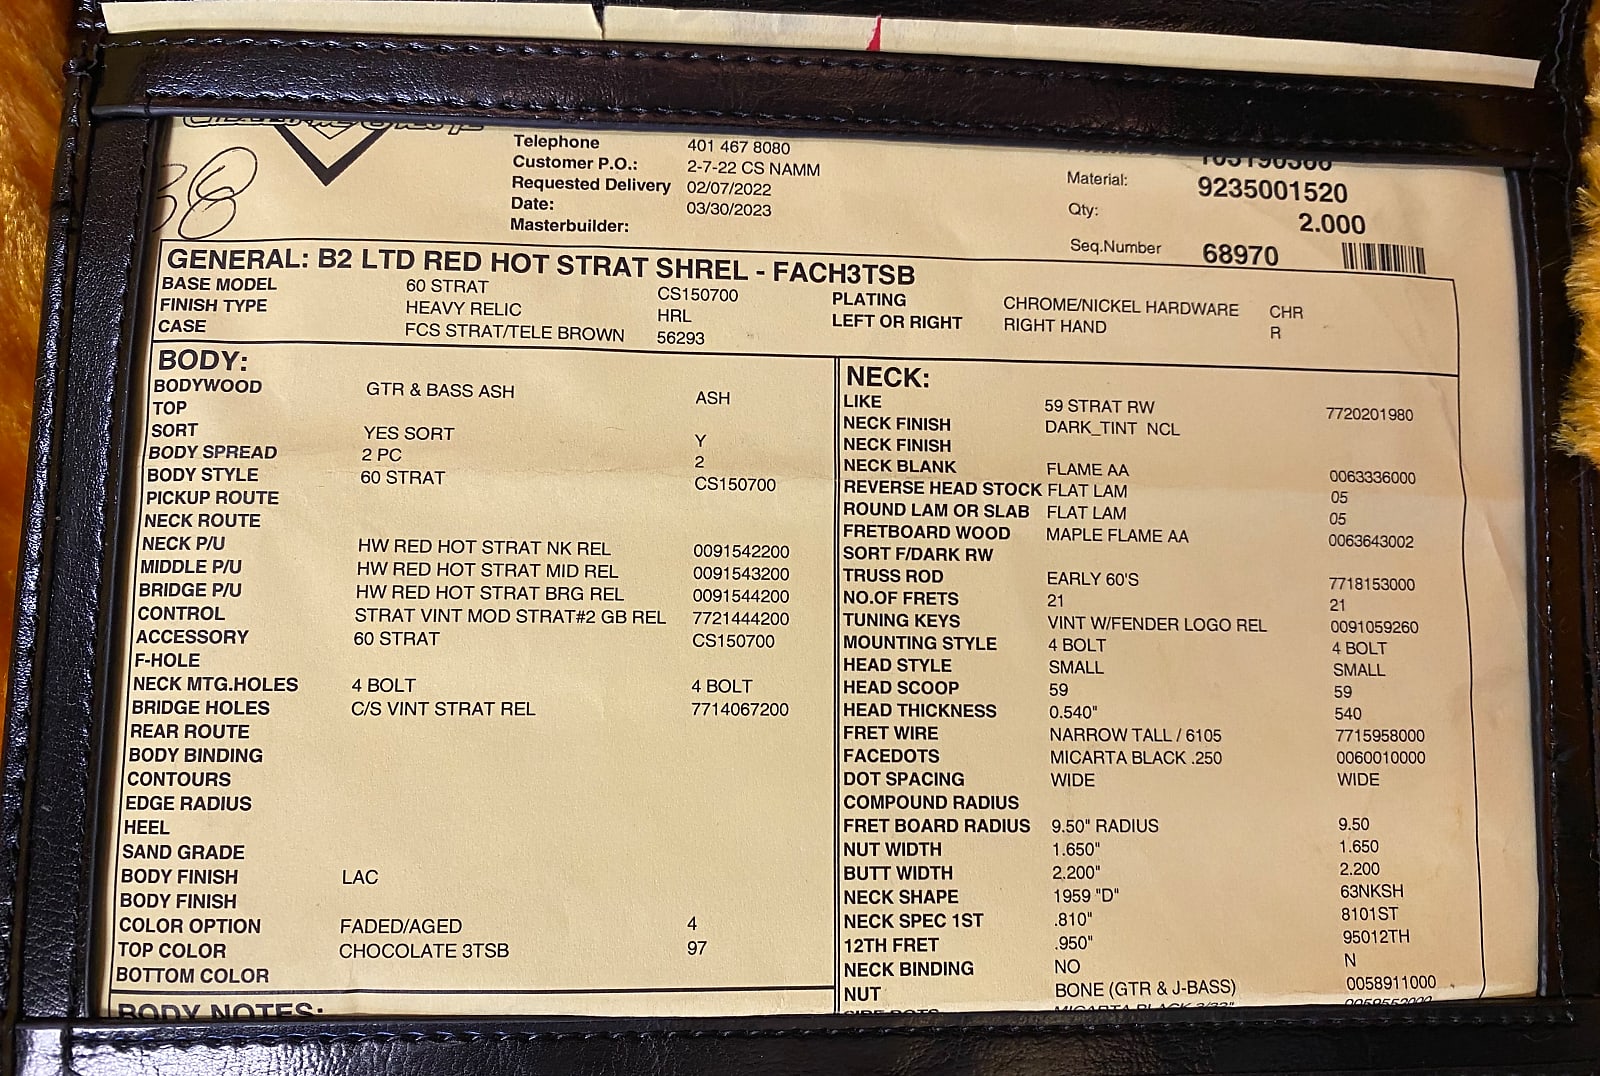 38
Telephone 401 467 8080
Customer P.O.: 2-7-22 CS NAMM
Requested Delivery 02/07/2022
Date: 03/30/2023
Masterbuilder:
Material: 9235001520
Qty: 2.000
Seq.Number 68970
GENERAL: B2 LTD RED HOT STRAT SHREL - FACH3TSB
BASE MODEL 60 STRAT CS150700
FINISH TYPE HEAVY RELIC HRL
CASE FCS STRAT/TELE BROWN 56293
PLATING CHROME/NICKEL HARDWARE CHR
LEFT OR RIGHT RIGHT HAND R
BODY:
BODYWOOD GTR & BASS ASH ASH
TOP
SORT YES SORT Y
BODY SPREAD 2 PC 2
BODY STYLE 60 STRAT CS150700
PICKUP ROUTE
NECK ROUTE
NECK P/U HW RED HOT STRAT NK REL 0091542200
MIDDLE P/U HW RED HOT STRAT MID REL 0091543200
BRIDGE P/U HW RED HOT STRAT BRG REL 0091544200
CONTROL STRAT VINT MOD STRAT#2 GB REL 7721444200
ACCESSORY 60 STRAT CS150700
F-HOLE
NECK MTG.HOLES 4 BOLT 4 BOLT
BRIDGE HOLES C/S VINT STRAT REL 7714067200
REAR ROUTE
BODY BINDING
CONTOURS
EDGE RADIUS
HEEL
SAND GRADE
BODY FINISH LAC
BODY FINISH
COLOR OPTION FADED/AGED 4
TOP COLOR CHOCOLATE 3TSB 97
BOTTOM COLOR
BODY NOTES:
NECK:
LIKE 59 STRAT RW 7720201980
NECK FINISH DARK_TINT NCL
NECK FINISH
NECK BLANK FLAME AA 0063336000
REVERSE HEAD STOCK FLAT LAM 05
ROUND LAM OR SLAB FLAT LAM 05
FRETBOARD WOOD MAPLE FLAME AA 0063643002
SORT F/DARK RW
TRUSS ROD EARLY 60'S 7718153000
NO.OF FRETS 21 21
TUNING KEYS VINT W/FENDER LOGO REL 0091059260
MOUNTING STYLE 4 BOLT 4 BOLT
HEAD STYLE SMALL SMALL
HEAD SCOOP 59 59
HEAD THICKNESS 0.540" 540
FRET WIRE NARROW TALL / 6105 7715958000
FACEDOTS MICARTA BLACK .250 0060010000
DOT SPACING WIDE WIDE
COMPOUND RADIUS
FRET BOARD RADIUS 9.50" RADIUS 9.50
NUT WIDTH 1.650" 1.650
BUTT WIDTH 2.200" 2.200
NECK SHAPE 1959 "D" 63NKSH
NECK SPEC 1ST .810" 8101ST
12TH FRET .950" 95012TH
NECK BINDING NO N
NUT BONE (GTR & J-BASS) 0058911000